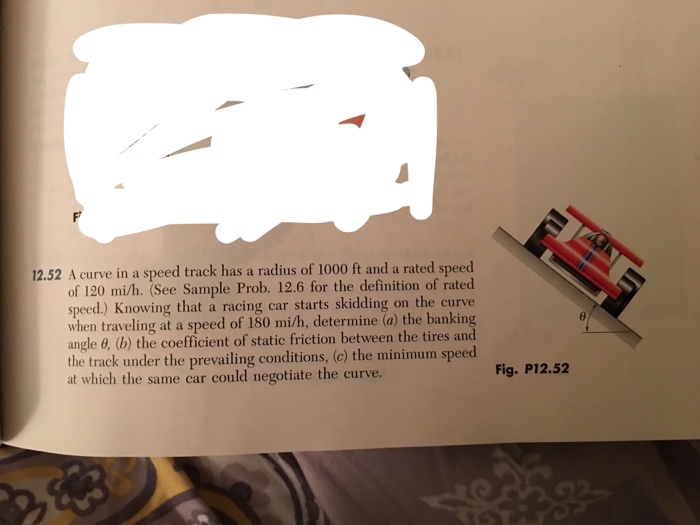 12.52 A curve in a speed track has a radius of 1000 ft and a rated speed
of 120 mi/h. (See Sample Prob. 12.6 for the definition of rated
speed.) Knowing that a racing car starts skidding on the curve
when traveling at a speed of 180 mi/h, determine (a) the banking
angle θ, (b) the coefficient of static friction between the tires and
the track under the prevailing conditions, (c) the minimum speed
at which the same car could negotiate the curve.
θ
Fig. P12.52